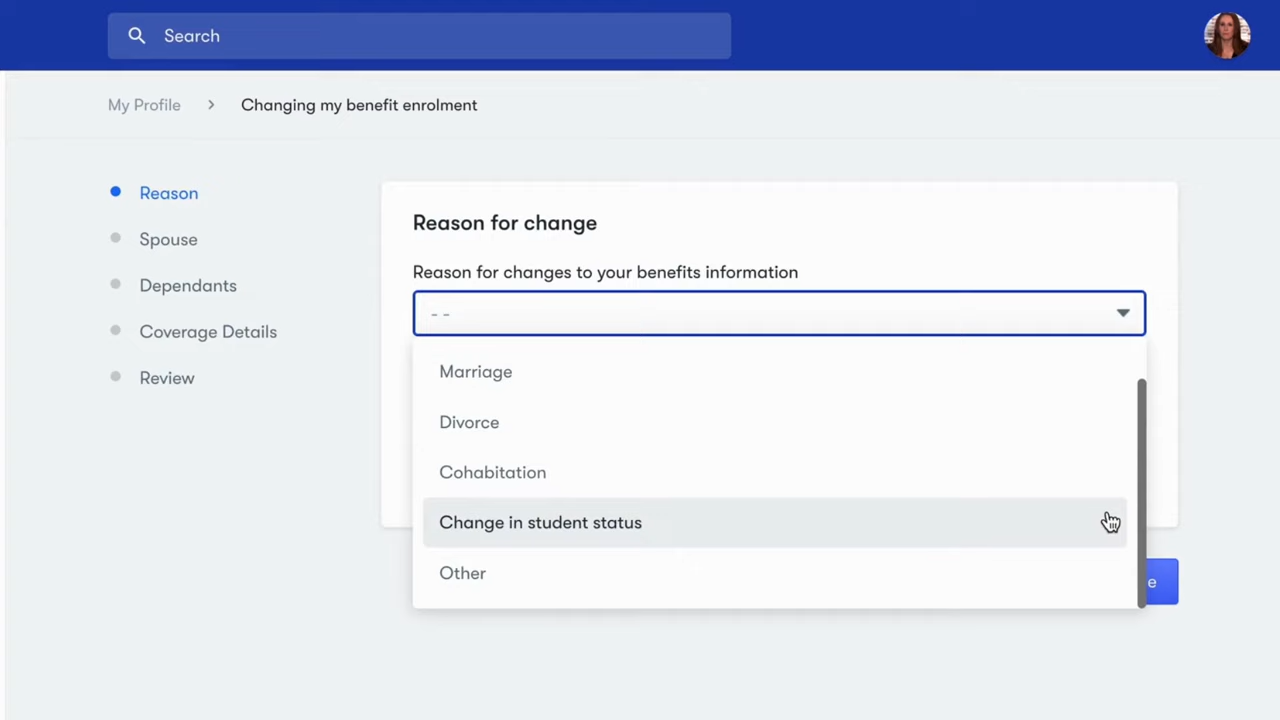 Search
My Profile > Changing my benefit enrolment
Reason
Spouse
Dependants
Coverage Details
Review
Reason for change
Reason for changes to your benefits information
- -
Marriage
Divorce
Cohabitation
Change in student status
Other
e